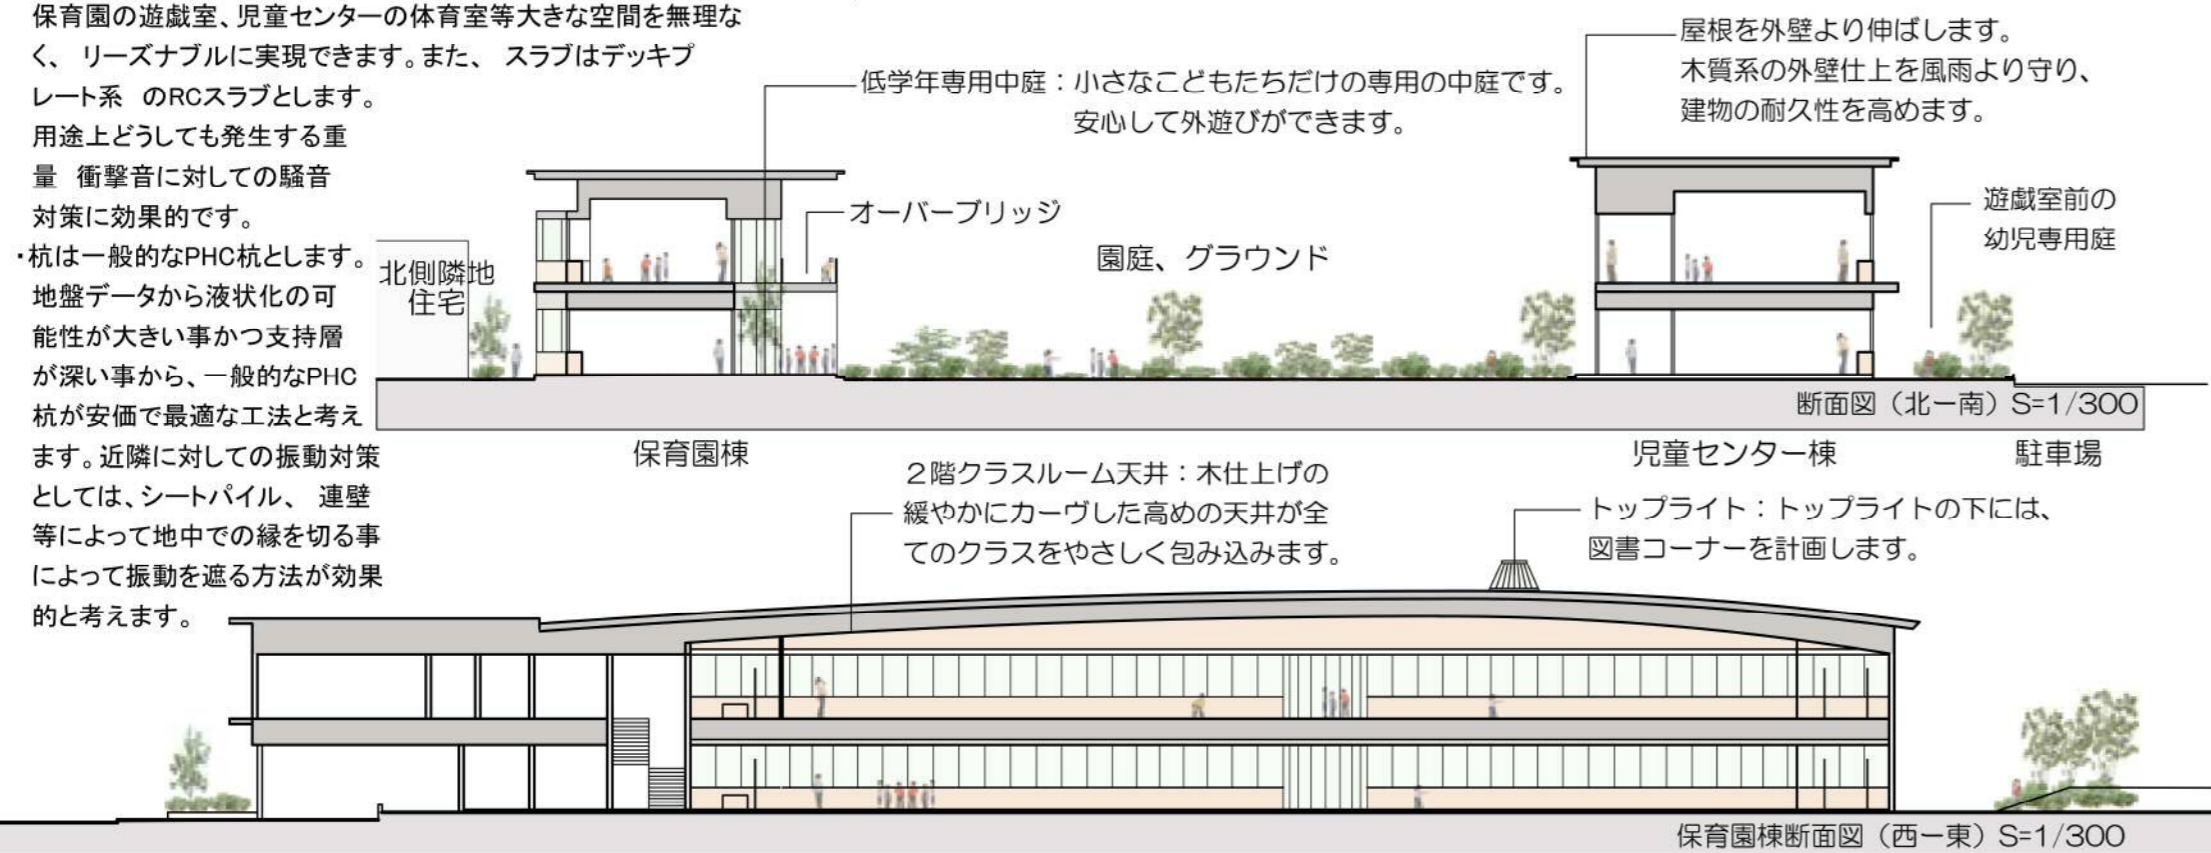 保育園の遊戯室、児童センターの体育室等大きな空間を無理な
く、 リーズナブルに実現できます。また、 スラブはデッキプ
レート系 のRCスラブとします。
用途上どうしても発生する重
量 衝撃音に対しての騒音
対策に効果的です。
・杭は一般的なPHC杭とします。
地盤データから液状化の可
能性が大きい事かつ支持層
が深い事から、一般的なPHC
杭が安価で最適な工法と考え
ます。近隣に対しての振動対策
としては、シートパイル、 連壁
等によって地中での縁を切る事
によって振動を遮る方法が効果
的と考えます。
低学年専用中庭：小さなこどもたちだけの専用の中庭です。
安心して外遊びができます。
屋根を外壁より伸ばします。
木質系の外壁仕上を風雨より守り、
建物の耐久性を高めます。
オーバーブリッジ
園庭、グラウンド
遊戯室前の
幼児専用庭
北側隣地
住宅
断面図（北ー南）S=1/300
保育園棟
児童センター棟
駐車場
２階クラスルーム天井：木仕上げの
緩やかにカーヴした高めの天井が全
てのクラスをやさしく包み込みます。
トップライト：トップライトの下には、
図書コーナーを計画します。
保育園棟断面図（西ー東）S=1/300